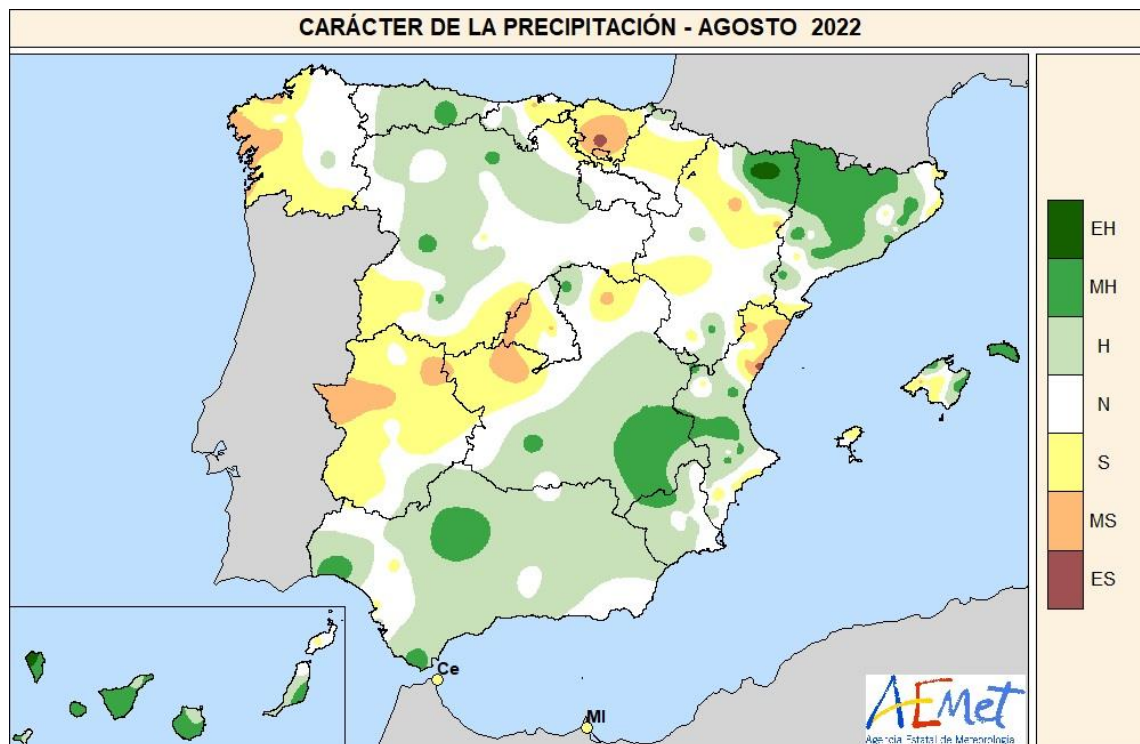 CARÁCTER DE LA PRECIPITACIÓN - AGOSTO 2022
EH
MH
H
N
S
MS
ES
Ce
Ml
AEmet
Agencia Estatal de Meteorología